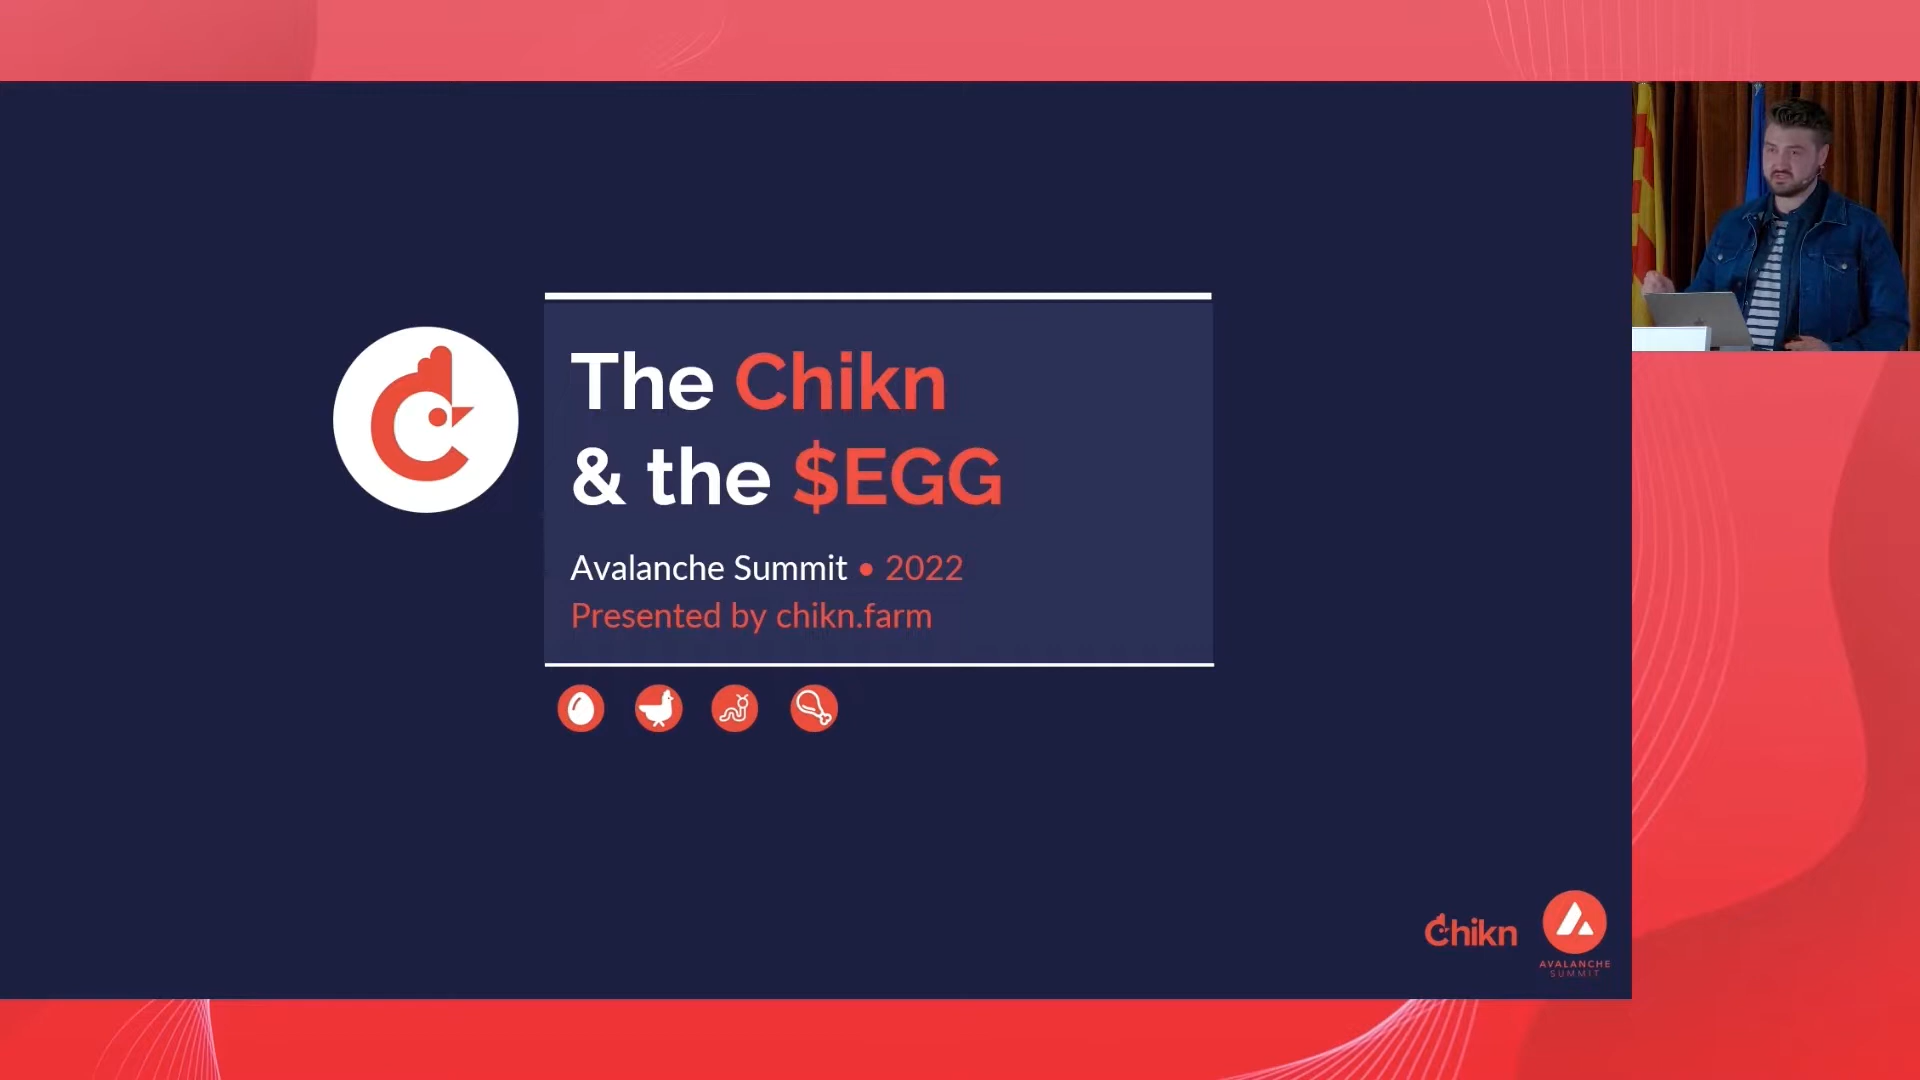 The Chikn
& the $EGG
Avalanche Summit • 2022
Presented by chikn.farm
Chikn
AVALANCHE
SUMMIT